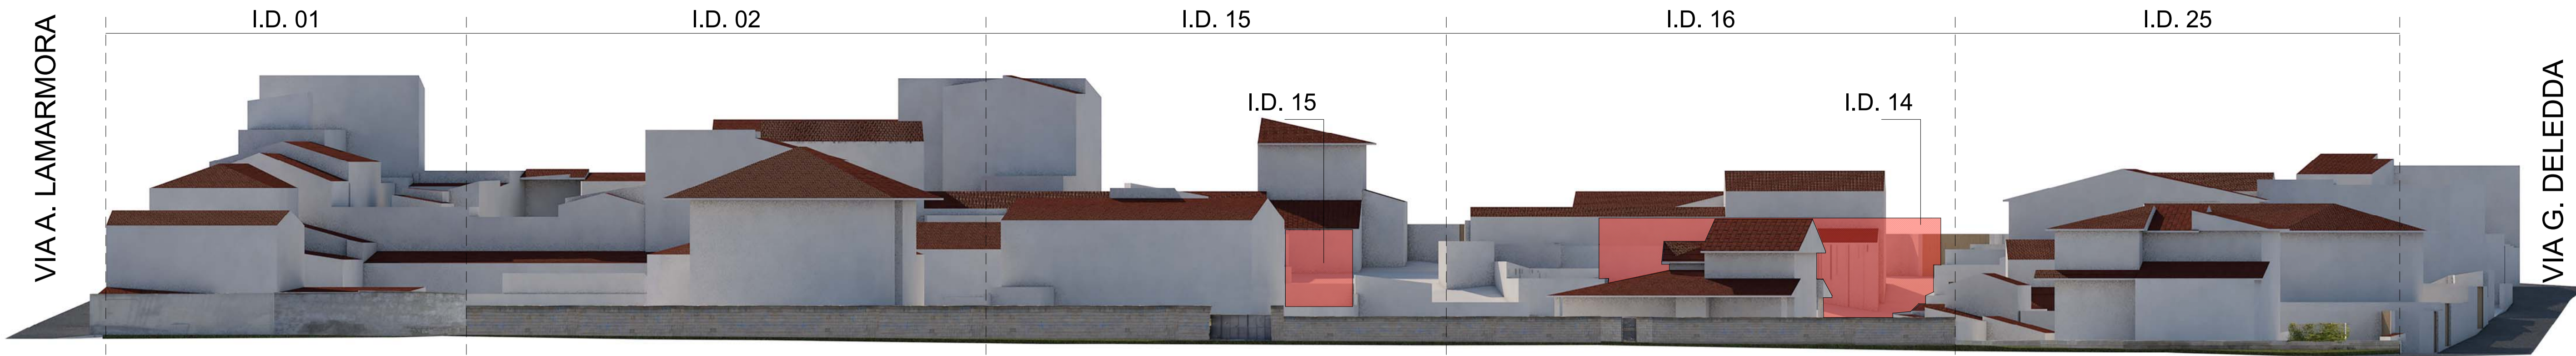 VIA A. LAMARMORA
I.D. 01
I.D. 02
I.D. 15
I.D. 16
I.D. 25
I.D. 15
I.D. 14
VIA G. DELEDDA